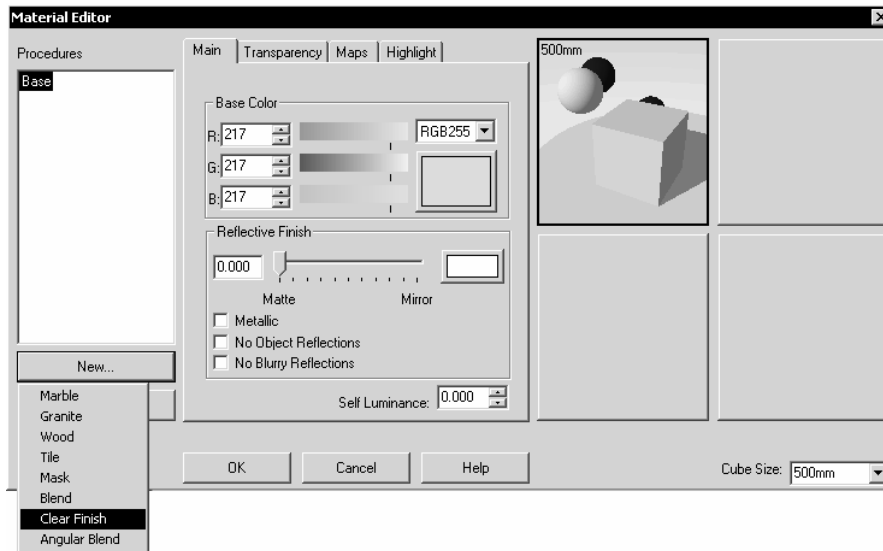 Material Editor
Procedures
Base
New...
Marble
Granite
Wood
Tile
Mask
Blend
Clear Finish
Angular Blend
Main
Transparency
Maps
Highlight
Base Color
R: 217
RGB255
G: 217
B: 217
Reflective Finish
0.000
Matte
Mirror
Metallic
No Object Reflections
No Blurry Reflections
Self Luminance: 0.000
OK
Cancel
Help
500mm
Cube Size: 500mm